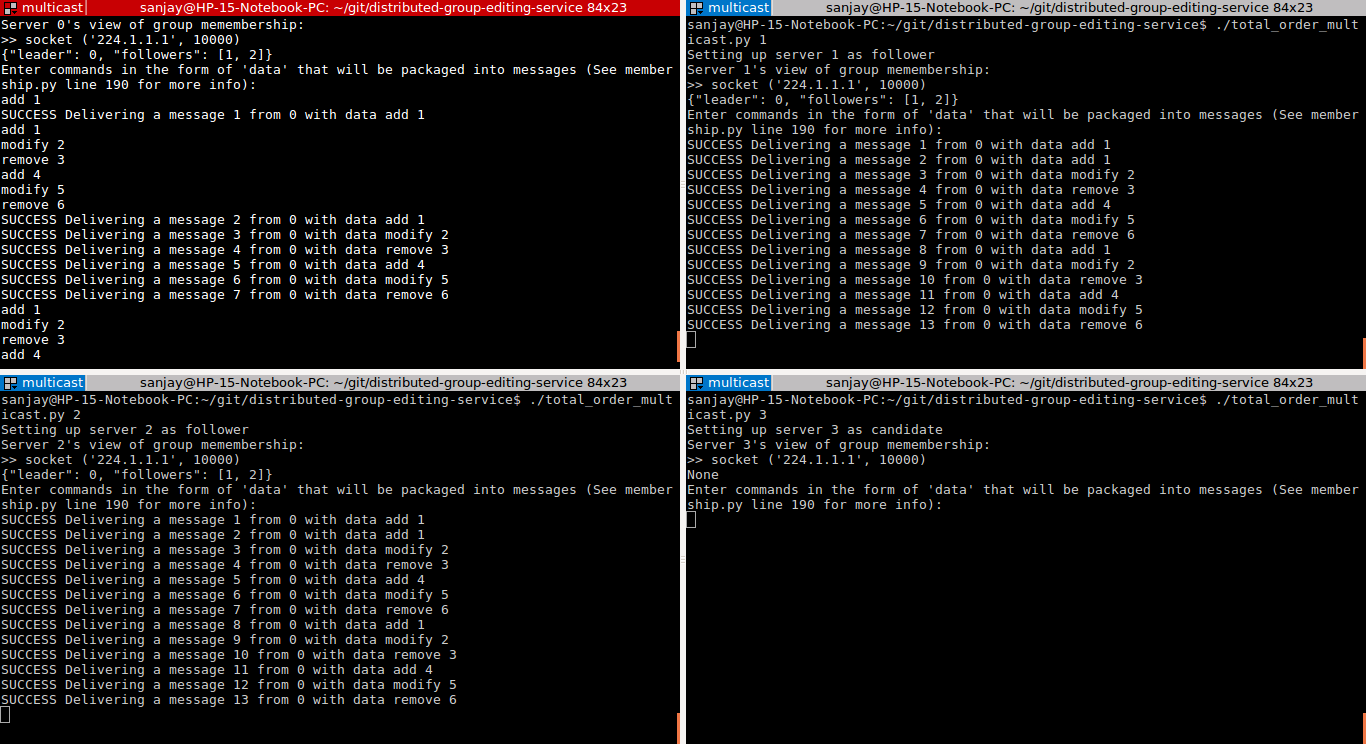 multicast sanjay@HP-15-Notebook-PC: ~/git/distributed-group-editing-service 84x23
Server 0's view of group memembership:
>> socket ('224.1.1.1', 10000)
{"leader": 0, "followers": [1, 2]}
Enter commands in the form of 'data' that will be packaged into messages (See member
ship.py line 190 for more info):
add 1
SUCCESS Delivering a message 1 from 0 with data add 1
add 1
modify 2
remove 3
add 4
modify 5
remove 6
SUCCESS Delivering a message 2 from 0 with data add 1
SUCCESS Delivering a message 3 from 0 with data modify 2
SUCCESS Delivering a message 4 from 0 with data remove 3
SUCCESS Delivering a message 5 from 0 with data add 4
SUCCESS Delivering a message 6 from 0 with data modify 5
SUCCESS Delivering a message 7 from 0 with data remove 6
add 1
modify 2
remove 3
add 4
multicast sanjay@HP-15-Notebook-PC: ~/git/distributed-group-editing-service 84x23
sanjay@HP-15-Notebook-PC:~/git/distributed-group-editing-service$ ./total_order_mult
icast.py 1
Setting up server 1 as follower
Server 1's view of group memembership:
>> socket ('224.1.1.1', 10000)
{"leader": 0, "followers": [1, 2]}
Enter commands in the form of 'data' that will be packaged into messages (See member
ship.py line 190 for more info):
SUCCESS Delivering a message 1 from 0 with data add 1
SUCCESS Delivering a message 2 from 0 with data add 1
SUCCESS Delivering a message 3 from 0 with data modify 2
SUCCESS Delivering a message 4 from 0 with data remove 3
SUCCESS Delivering a message 5 from 0 with data add 4
SUCCESS Delivering a message 6 from 0 with data modify 5
SUCCESS Delivering a message 7 from 0 with data remove 6
SUCCESS Delivering a message 8 from 0 with data add 1
SUCCESS Delivering a message 9 from 0 with data modify 2
SUCCESS Delivering a message 10 from 0 with data remove 3
SUCCESS Delivering a message 11 from 0 with data add 4
SUCCESS Delivering a message 12 from 0 with data modify 5
SUCCESS Delivering a message 13 from 0 with data remove 6
multicast sanjay@HP-15-Notebook-PC: ~/git/distributed-group-editing-service 84x23
sanjay@HP-15-Notebook-PC:~/git/distributed-group-editing-service$ ./total_order_mult
icast.py 2
Setting up server 2 as follower
Server 2's view of group memembership:
>> socket ('224.1.1.1', 10000)
{"leader": 0, "followers": [1, 2]}
Enter commands in the form of 'data' that will be packaged into messages (See member
ship.py line 190 for more info):
SUCCESS Delivering a message 1 from 0 with data add 1
SUCCESS Delivering a message 2 from 0 with data add 1
SUCCESS Delivering a message 3 from 0 with data modify 2
SUCCESS Delivering a message 4 from 0 with data remove 3
SUCCESS Delivering a message 5 from 0 with data add 4
SUCCESS Delivering a message 6 from 0 with data modify 5
SUCCESS Delivering a message 7 from 0 with data remove 6
SUCCESS Delivering a message 8 from 0 with data add 1
SUCCESS Delivering a message 9 from 0 with data modify 2
SUCCESS Delivering a message 10 from 0 with data remove 3
SUCCESS Delivering a message 11 from 0 with data add 4
SUCCESS Delivering a message 12 from 0 with data modify 5
SUCCESS Delivering a message 13 from 0 with data remove 6
multicast sanjay@HP-15-Notebook-PC: ~/git/distributed-group-editing-service 84x23
sanjay@HP-15-Notebook-PC:~/git/distributed-group-editing-service$ ./total_order_mult
icast.py 3
Setting up server 3 as candidate
Server 3's view of group memembership:
>> socket ('224.1.1.1', 10000)
None
Enter commands in the form of 'data' that will be packaged into messages (See member
ship.py line 190 for more info):